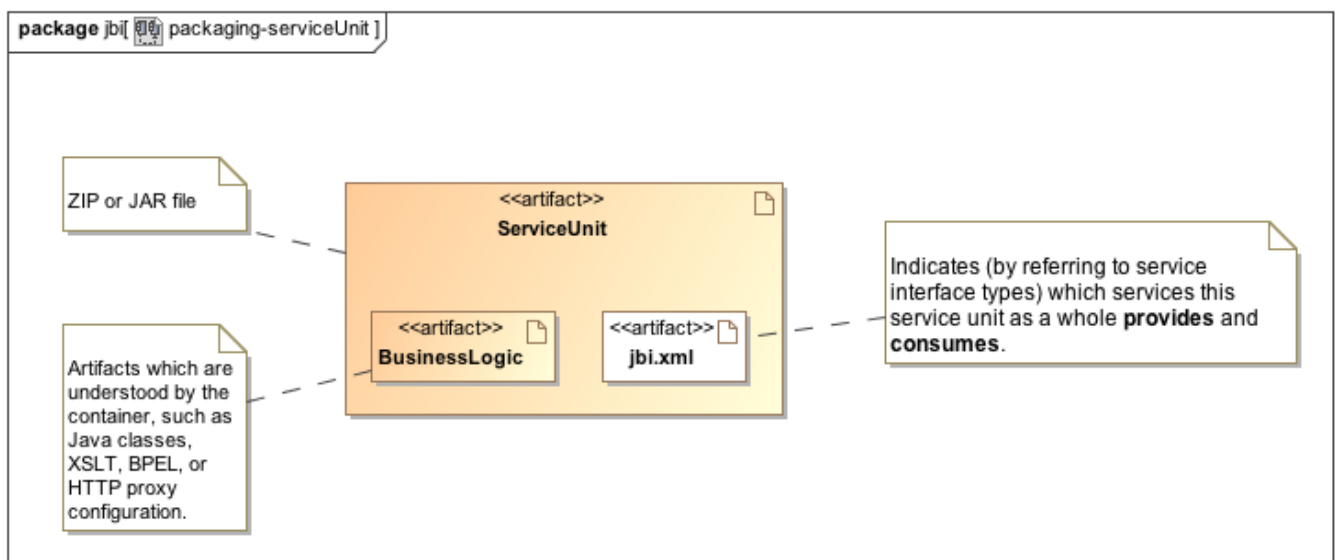 package jbi[ packaging-serviceUnit ]
ZIP or JAR file
<<artifact>>
ServiceUnit
Indicates (by referring to service
interface types) which services this
service unit as a whole provides and
consumes.
<<artifact>>
BusinessLogic
<<artifact>>
jbi.xml
Artifacts which are
understood by the
container, such as
Java classes,
XSLT, BPEL, or
HTTP proxy
configuration.